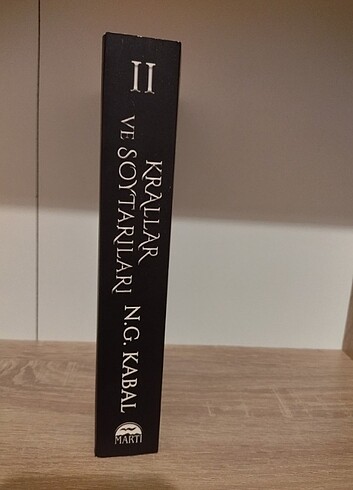 II
KRALLAR
VE SOYTARILARI
N.G. KABAL
MARTI